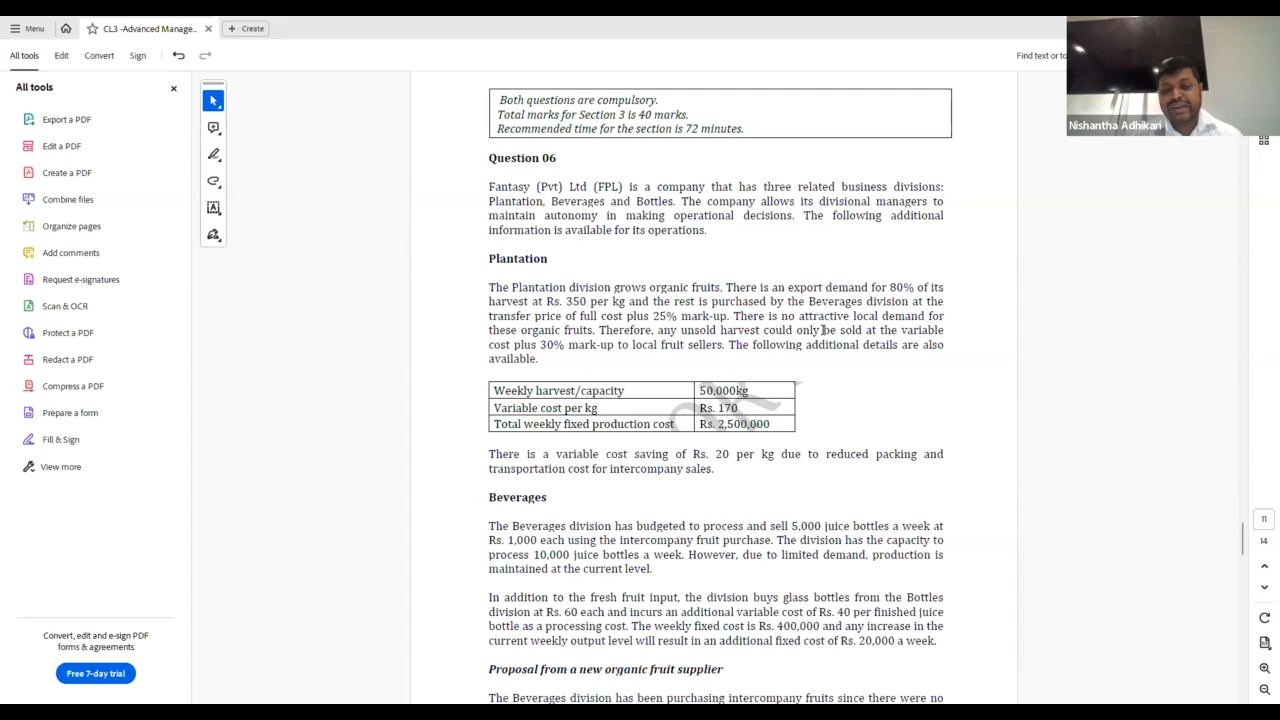 Menu
CL3 -Advanced Manage...
Create
All tools
Edit
Convert
Sign
Find text or to
Nishantha Adhikari
All tools
Export a PDF
Edit a PDF
Create a PDF
Combine files
Organize pages
Add comments
Request e-signatures
Scan & OCR
Protect a PDF
Redact a PDF
Compress a PDF
Prepare a form
Fill & Sign
View more
Convert, edit and e-sign PDF
forms & agreements.
Free 7-day trial
Both questions are compulsory.
Total marks for Section 3 is 40 marks.
Recommended time for the section is 72 minutes.
Question 06
Fantasy (Pvt) Ltd (FPL) is a company that has three related business divisions:
Plantation, Beverages and Bottles. The company allows its divisional managers to
maintain autonomy in making operational decisions. The following additional
information is available for its operations.
Plantation
The Plantation division grows organic fruits. There is an export demand for 80% of its
harvest at Rs. 350 per kg and the rest is purchased by the Beverages division at the
transfer price of full cost plus 25% mark-up. There is no attractive local demand for
these organic fruits. Therefore, any unsold harvest could only be sold at the variable
cost plus 30% mark-up to local fruit sellers. The following additional details are also
available.
Weekly harvest/capacity 50,000kg
Variable cost per kg Rs. 170
Total weekly fixed production cost Rs. 2,500,000
There is a variable cost saving of Rs. 20 per kg due to reduced packing and
transportation cost for intercompany sales.
Beverages
The Beverages division has budgeted to process and sell 5,000 juice bottles a week at
Rs. 1,000 each using the intercompany fruit purchase. The division has the capacity to
process 10,000 juice bottles a week. However, due to limited demand, production is
maintained at the current level.
In addition to the fresh fruit input, the division buys glass bottles from the Bottles
division at Rs. 60 each and incurs an additional variable cost of Rs. 40 per finished juice
bottle as a processing cost. The weekly fixed cost is Rs. 400,000 and any increase in the
current weekly output level will result in an additional fixed cost of Rs. 20,000 a week.
Proposal from a new organic fruit supplier
The Beverages division has been purchasing intercompany fruits since there were no
11
14